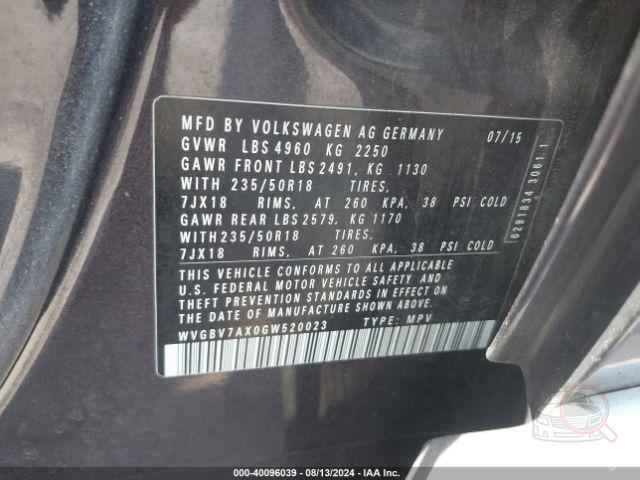 MFD BY VOLKSWAGEN AG GERMANY 07/15
GVWR LBS 4960 KG 2250
GAWR FRONT LBS 2491, KG 1130
WITH 235/50R18 TIRES,
7JX18 RIMS, AT 260 KPA, 38 PSI COLD
GAWR REAR LBS 2579, KG 1170
WITH 235/50R18 TIRES,
7JX18 RIMS, AT 260 KPA, 38 PSI COLD
THIS VEHICLE CONFORMS TO ALL APPLICABLE
U.S. FEDERAL MOTOR VEHICLE SAFETY AND
THEFT PREVENTION STANDARDS IN EFFECT ON
THE DATE OF MANUFACTURE SHOWN ABOVE.
WVGBV7AX0GW520023 TYPE: MPV
6291834 3061 1
000-40096039 - 08/13/2024 - IAA Inc.